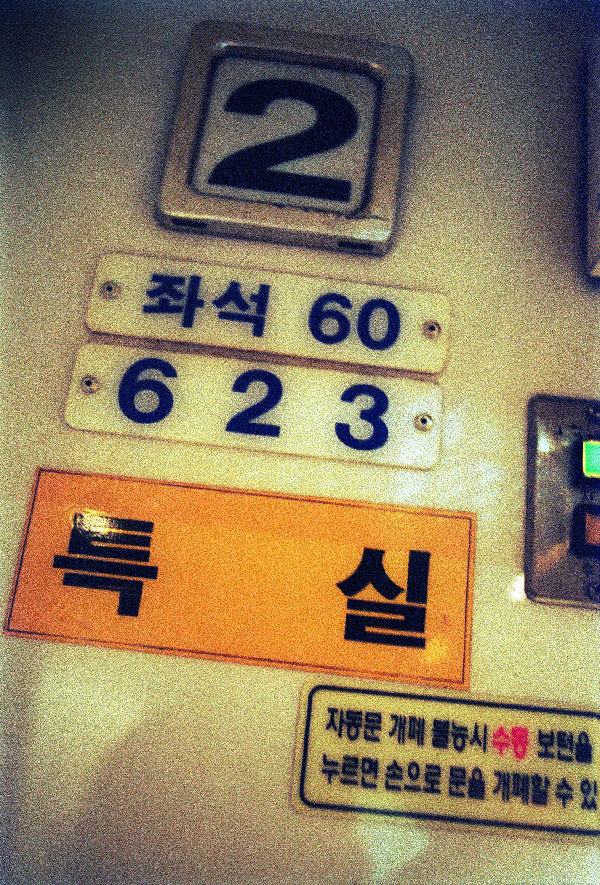 2
좌석 60
6 2 3
특 실
자동문 개폐 불능시 수동 보턴을
누르면 손으로 문을 개폐할 수